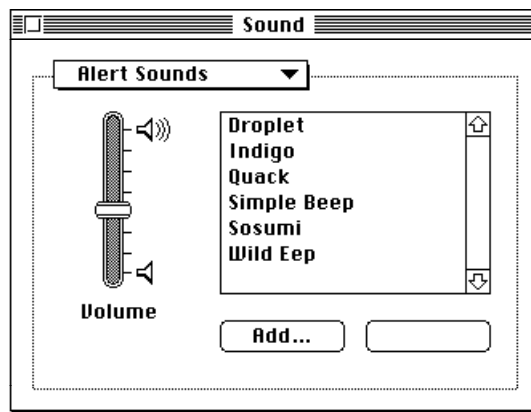 Sound
Alert Sounds
Droplet
Indigo
Quack
Simple Beep
Sosumi
Wild Eep
Volume
Add...